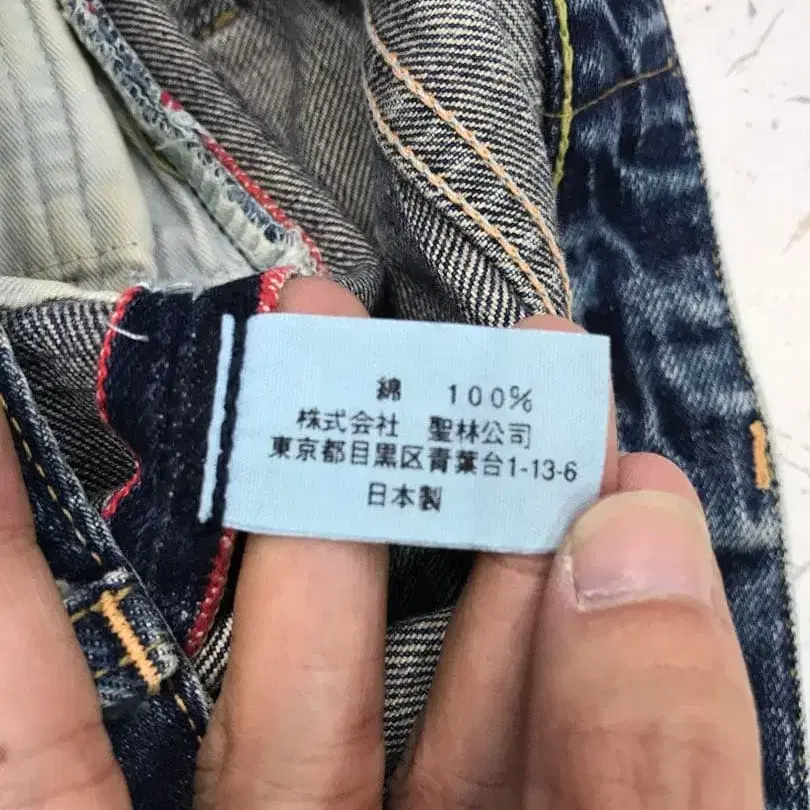 綿 100%
株式会社 聖林公司
東京都目黒区青葉台1-13-6
日本製